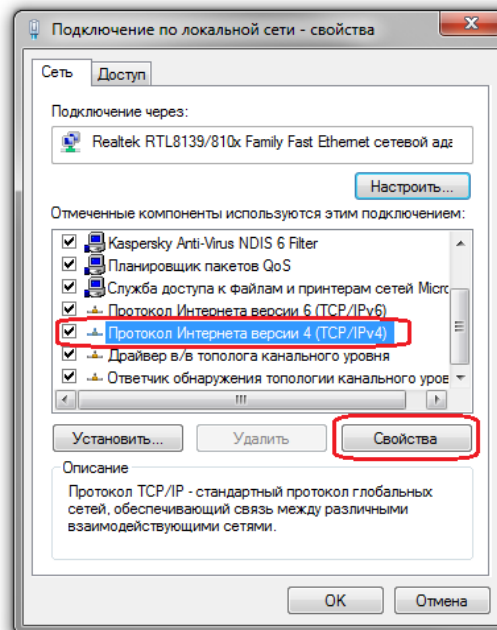 Подключение по локальной сети - свойства
Сеть
Доступ
Подключение через:
Realtek RTL8139/810x Family Fast Ethernet сетевой ада
Настроить...
Отмеченные компоненты используются этим подключением:
Kaspersky Anti-Virus NDIS 6 Filter
Планировщик пакетов QoS
Служба доступа к файлам и принтерам сетей Micro
Протокол Интернета версии 6 (TCP/IPv6)
Протокол Интернета версии 4 (TCP/IPv4)
Драйвер в/в тополога канального уровня
Ответчик обнаружения топологии канального уров
Установить...
Удалить
Свойства
Описание
Протокол TCP/IP - стандартный протокол глобальных
сетей, обеспечивающий связь между различными
взаимодействующими сетями.
OK
Отмена